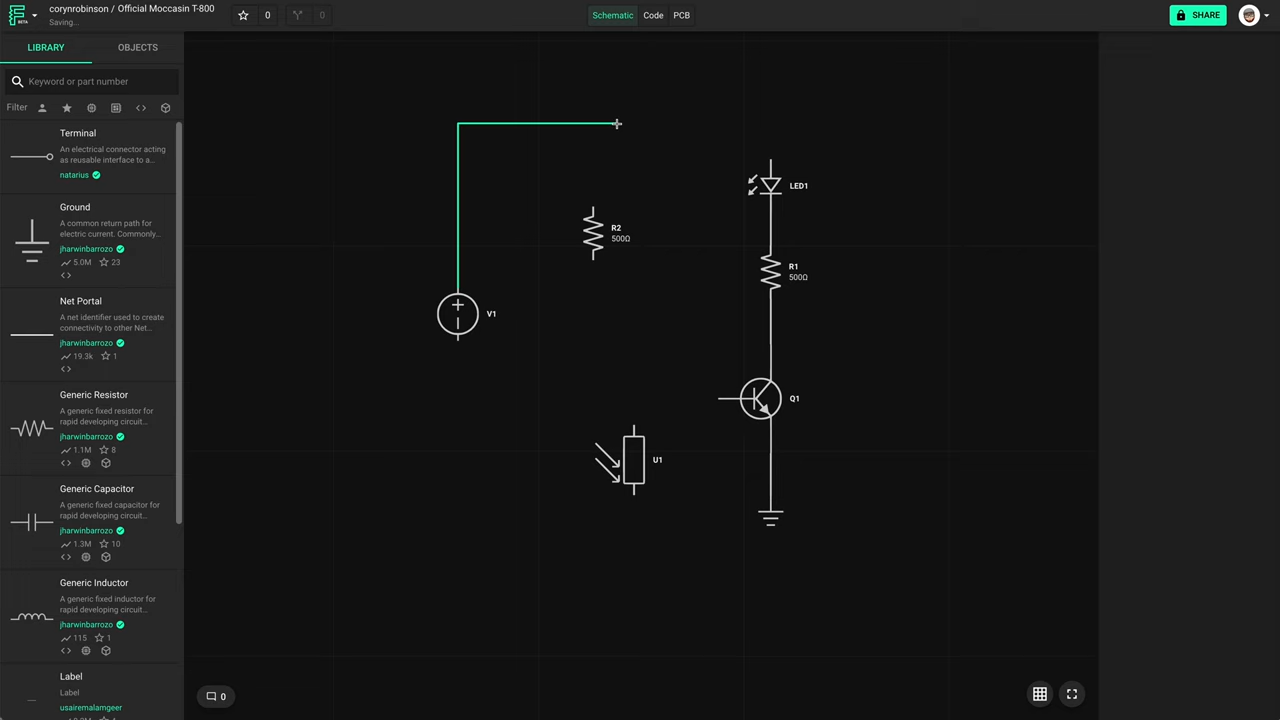 corynrobinson / Official Moccasin T-800
BETA
Saving...
0
0
Schematic
Code
PCB
SHARE
LIBRARY
OBJECTS
Keyword or part number
Filter
Terminal
An electrical connector acting
as reusable interface to a...
natarius
Ground
A common return path for
electric current. Commonly...
jharwinbarrozo
5.0M
23
Net Portal
A net identifier used to create
connectivity to other Net...
jharwinbarrozo
19.3k
1
Generic Resistor
A generic fixed resistor for
rapid developing circuit...
jharwinbarrozo
1.1M
8
Generic Capacitor
A generic fixed capacitor for
rapid developing circuit...
jharwinbarrozo
1.3M
10
Generic Inductor
A generic fixed inductor for
rapid developing circuit...
jharwinbarrozo
115
1
Label
Label
usairemalamgeer
LED1
R2
500Ω
R1
500Ω
V1
Q1
U1
0